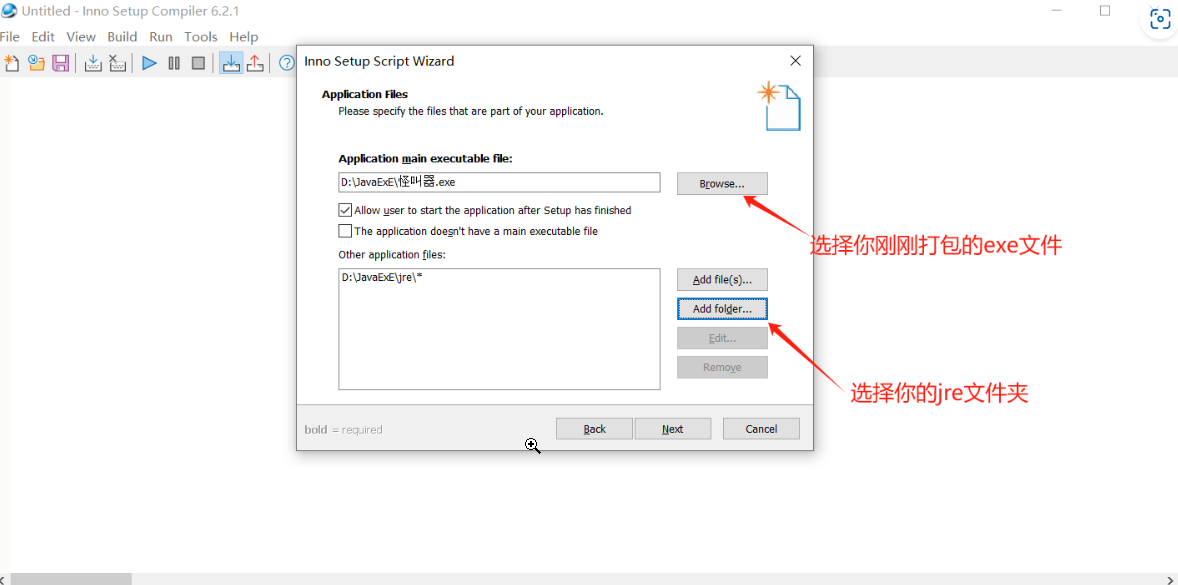 Untitled - Inno Setup Compiler 6.2.1
File Edit View Build Run Tools Help
Inno Setup Script Wizard
Application Files
Please specify the files that are part of your application.
Application main executable file:
D:\JavaExE\怪叫器.exe
Browse...
Allow user to start the application after Setup has finished
The application doesn't have a main executable file
选择你刚刚打包的exe文件
Other application files:
D:\JavaExE\jre\*
Add file(s)...
Add folder...
Edit...
Remove
选择你的jre文件夹
bold = required
Back
Next
Cancel